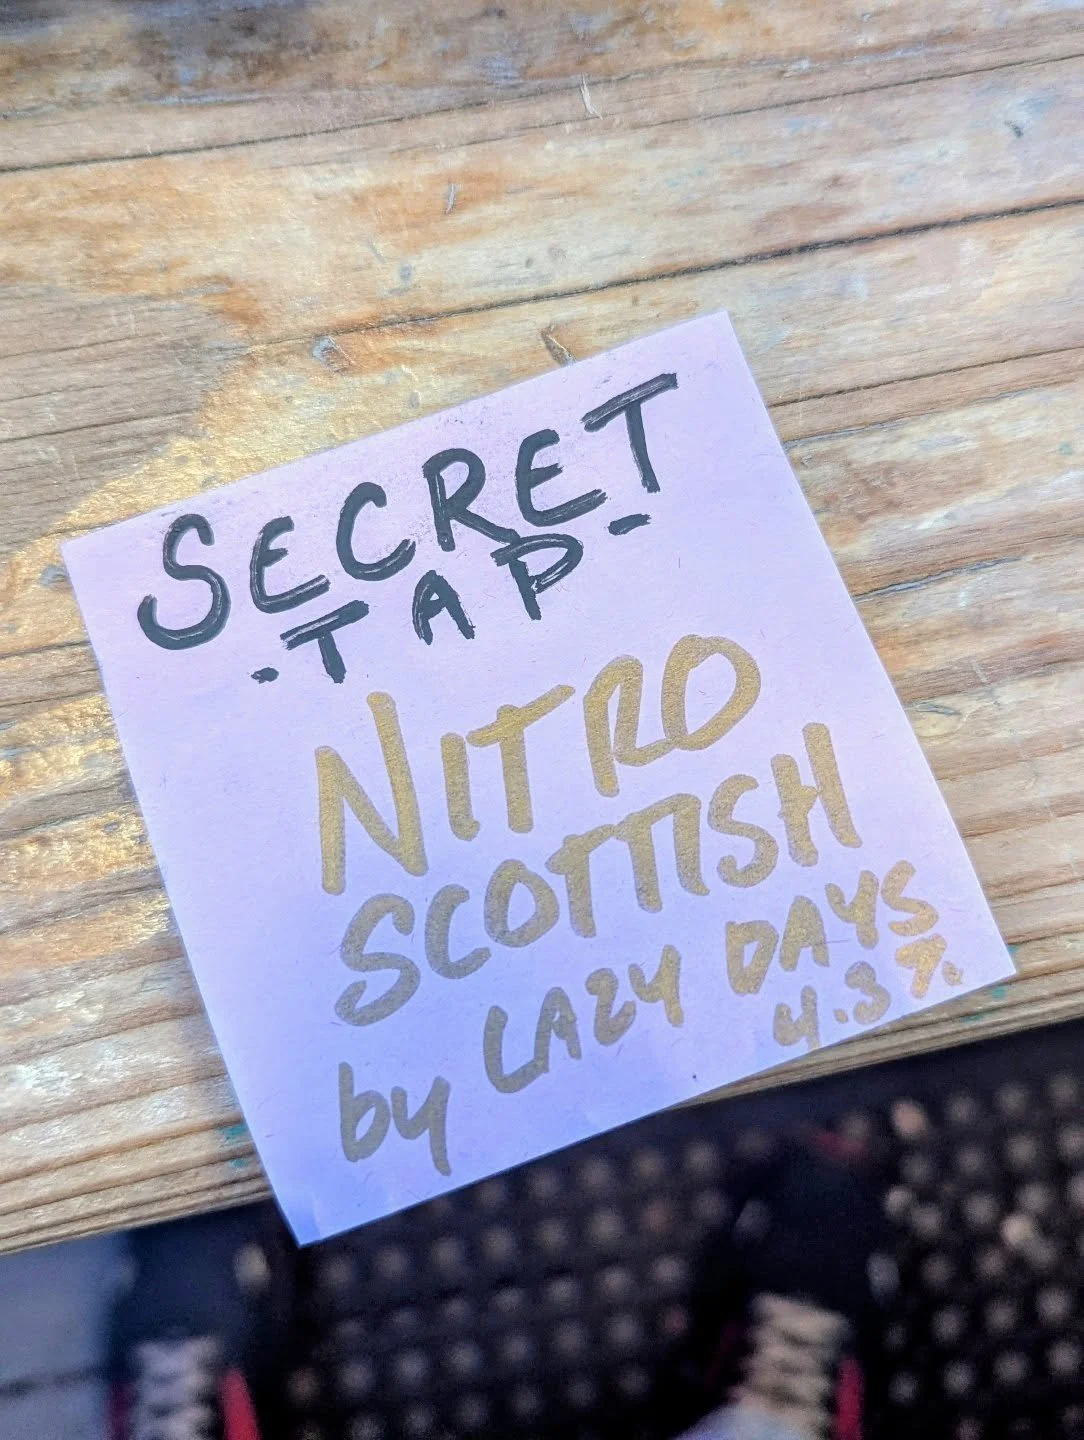 SECRET
-TAP-
NITRO
SCOTTISH
by LAZY DAYS
4.3%